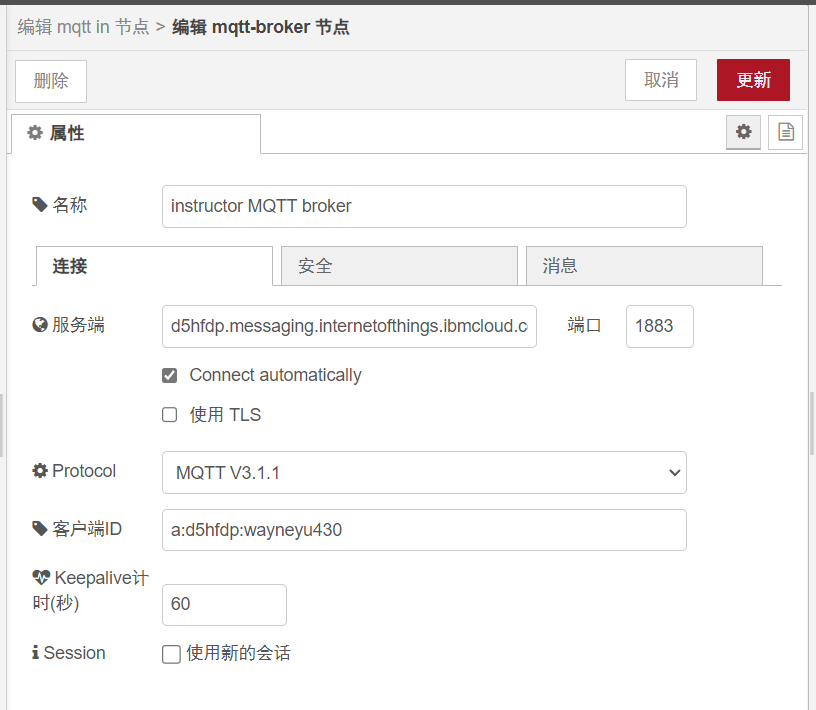 编辑 mqtt in 节点 > 编辑 mqtt-broker 节点
删除 取消 更新
属性
名称 instructor MQTT broker
连接 安全 消息
服务端 d5hfdp.messaging.internetofthings.ibmcloud.c 端口 1883
Connect automatically
使用 TLS
Protocol MQTT V3.1.1
客户端ID a:d5hfdp:wayneyu430
Keepalive计
时(秒) 60
Session 使用新的会话